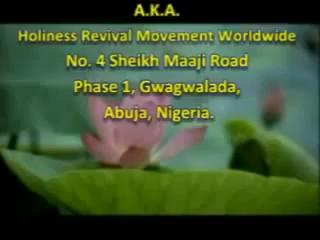 A.K.A.
Holiness Revival Movement Worldwide
No. 4 Sheikh Maaji Road
Phase 1, Gwagwalada,
Abuja, Nigeria.